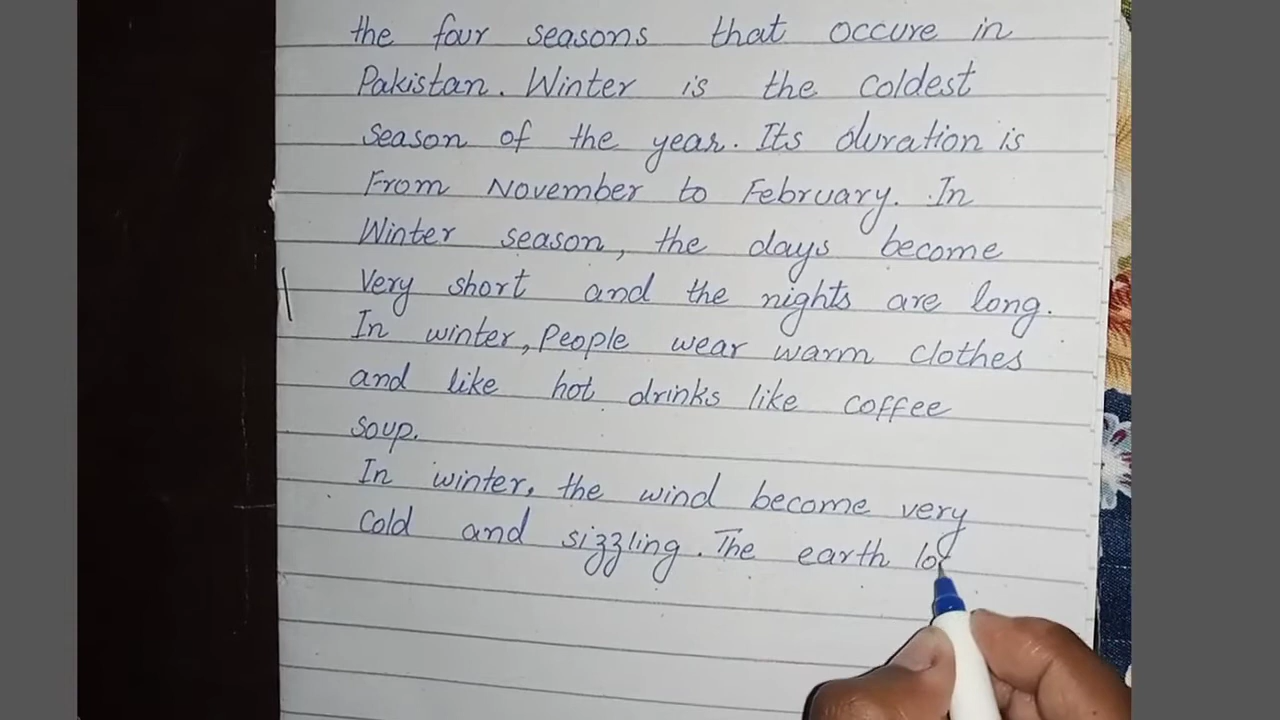 the four seasons that occure in
Pakistan. Winter is the coldest
season of the year. Its duration is
From November to February. In
Winter season, the days become
Very short and the nights are long.
In winter, People wear warm clothes
and like hot drinks like coffee
soup.
In winter, the wind become very
cold and sizzling. The earth lo